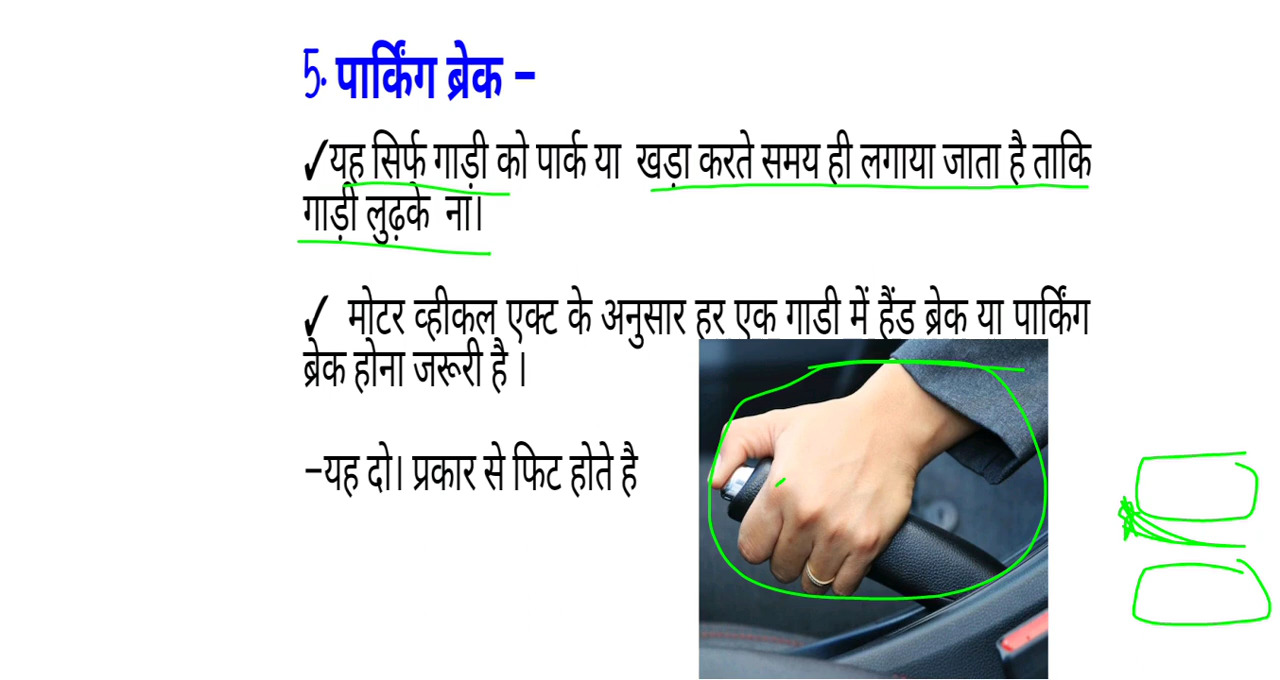 5. पार्किंग ब्रेक –
✓यह सिर्फ गाड़ी को पार्क या खड़ा करते समय ही लगाया जाता है ताकि
गाड़ी लुढ़के ना।
✓ मोटर व्हीकल एक्ट के अनुसार हर एक गाडी में हैंड ब्रेक या पार्किंग
ब्रेक होना जरूरी है ।
–यह दो। प्रकार से फिट होते है